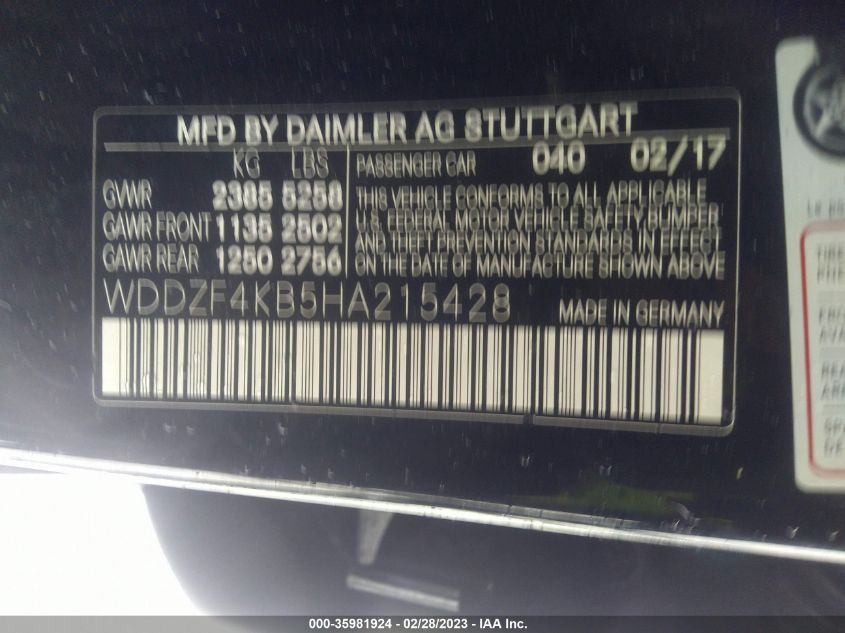 MFD BY DAIMLER AG STUTTGART
KG LBS
GVWR 2385 5258
GAWR FRONT 1135 2502
GAWR REAR 1250 2756
PASSENGER CAR 040 02/17
THIS VEHICLE CONFORMS TO ALL APPLICABLE
U.S. FEDERAL MOTOR VEHICLE SAFETY, BUMPER
AND THEFT PREVENTION STANDARDS IN EFFECT
ON THE DATE OF MANUFACTURE SHOWN ABOVE
WDDZF4KB5HA215428 MADE IN GERMANY
000-35981924 - 02/28/2023 - IAA Inc.